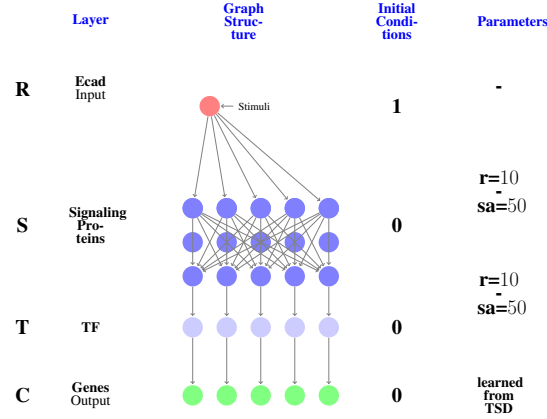 Layer
Graph
Struc-
ture
Initial
Condi-
tions
Parameters
R
Ecad
Input
Stimuli
1
-
S
Signaling
Pro-
teins
0
r=10
-
sa=50
r=10
-
sa=50
T
TF
0
C
Genes
Output
0
learned
from
TSD